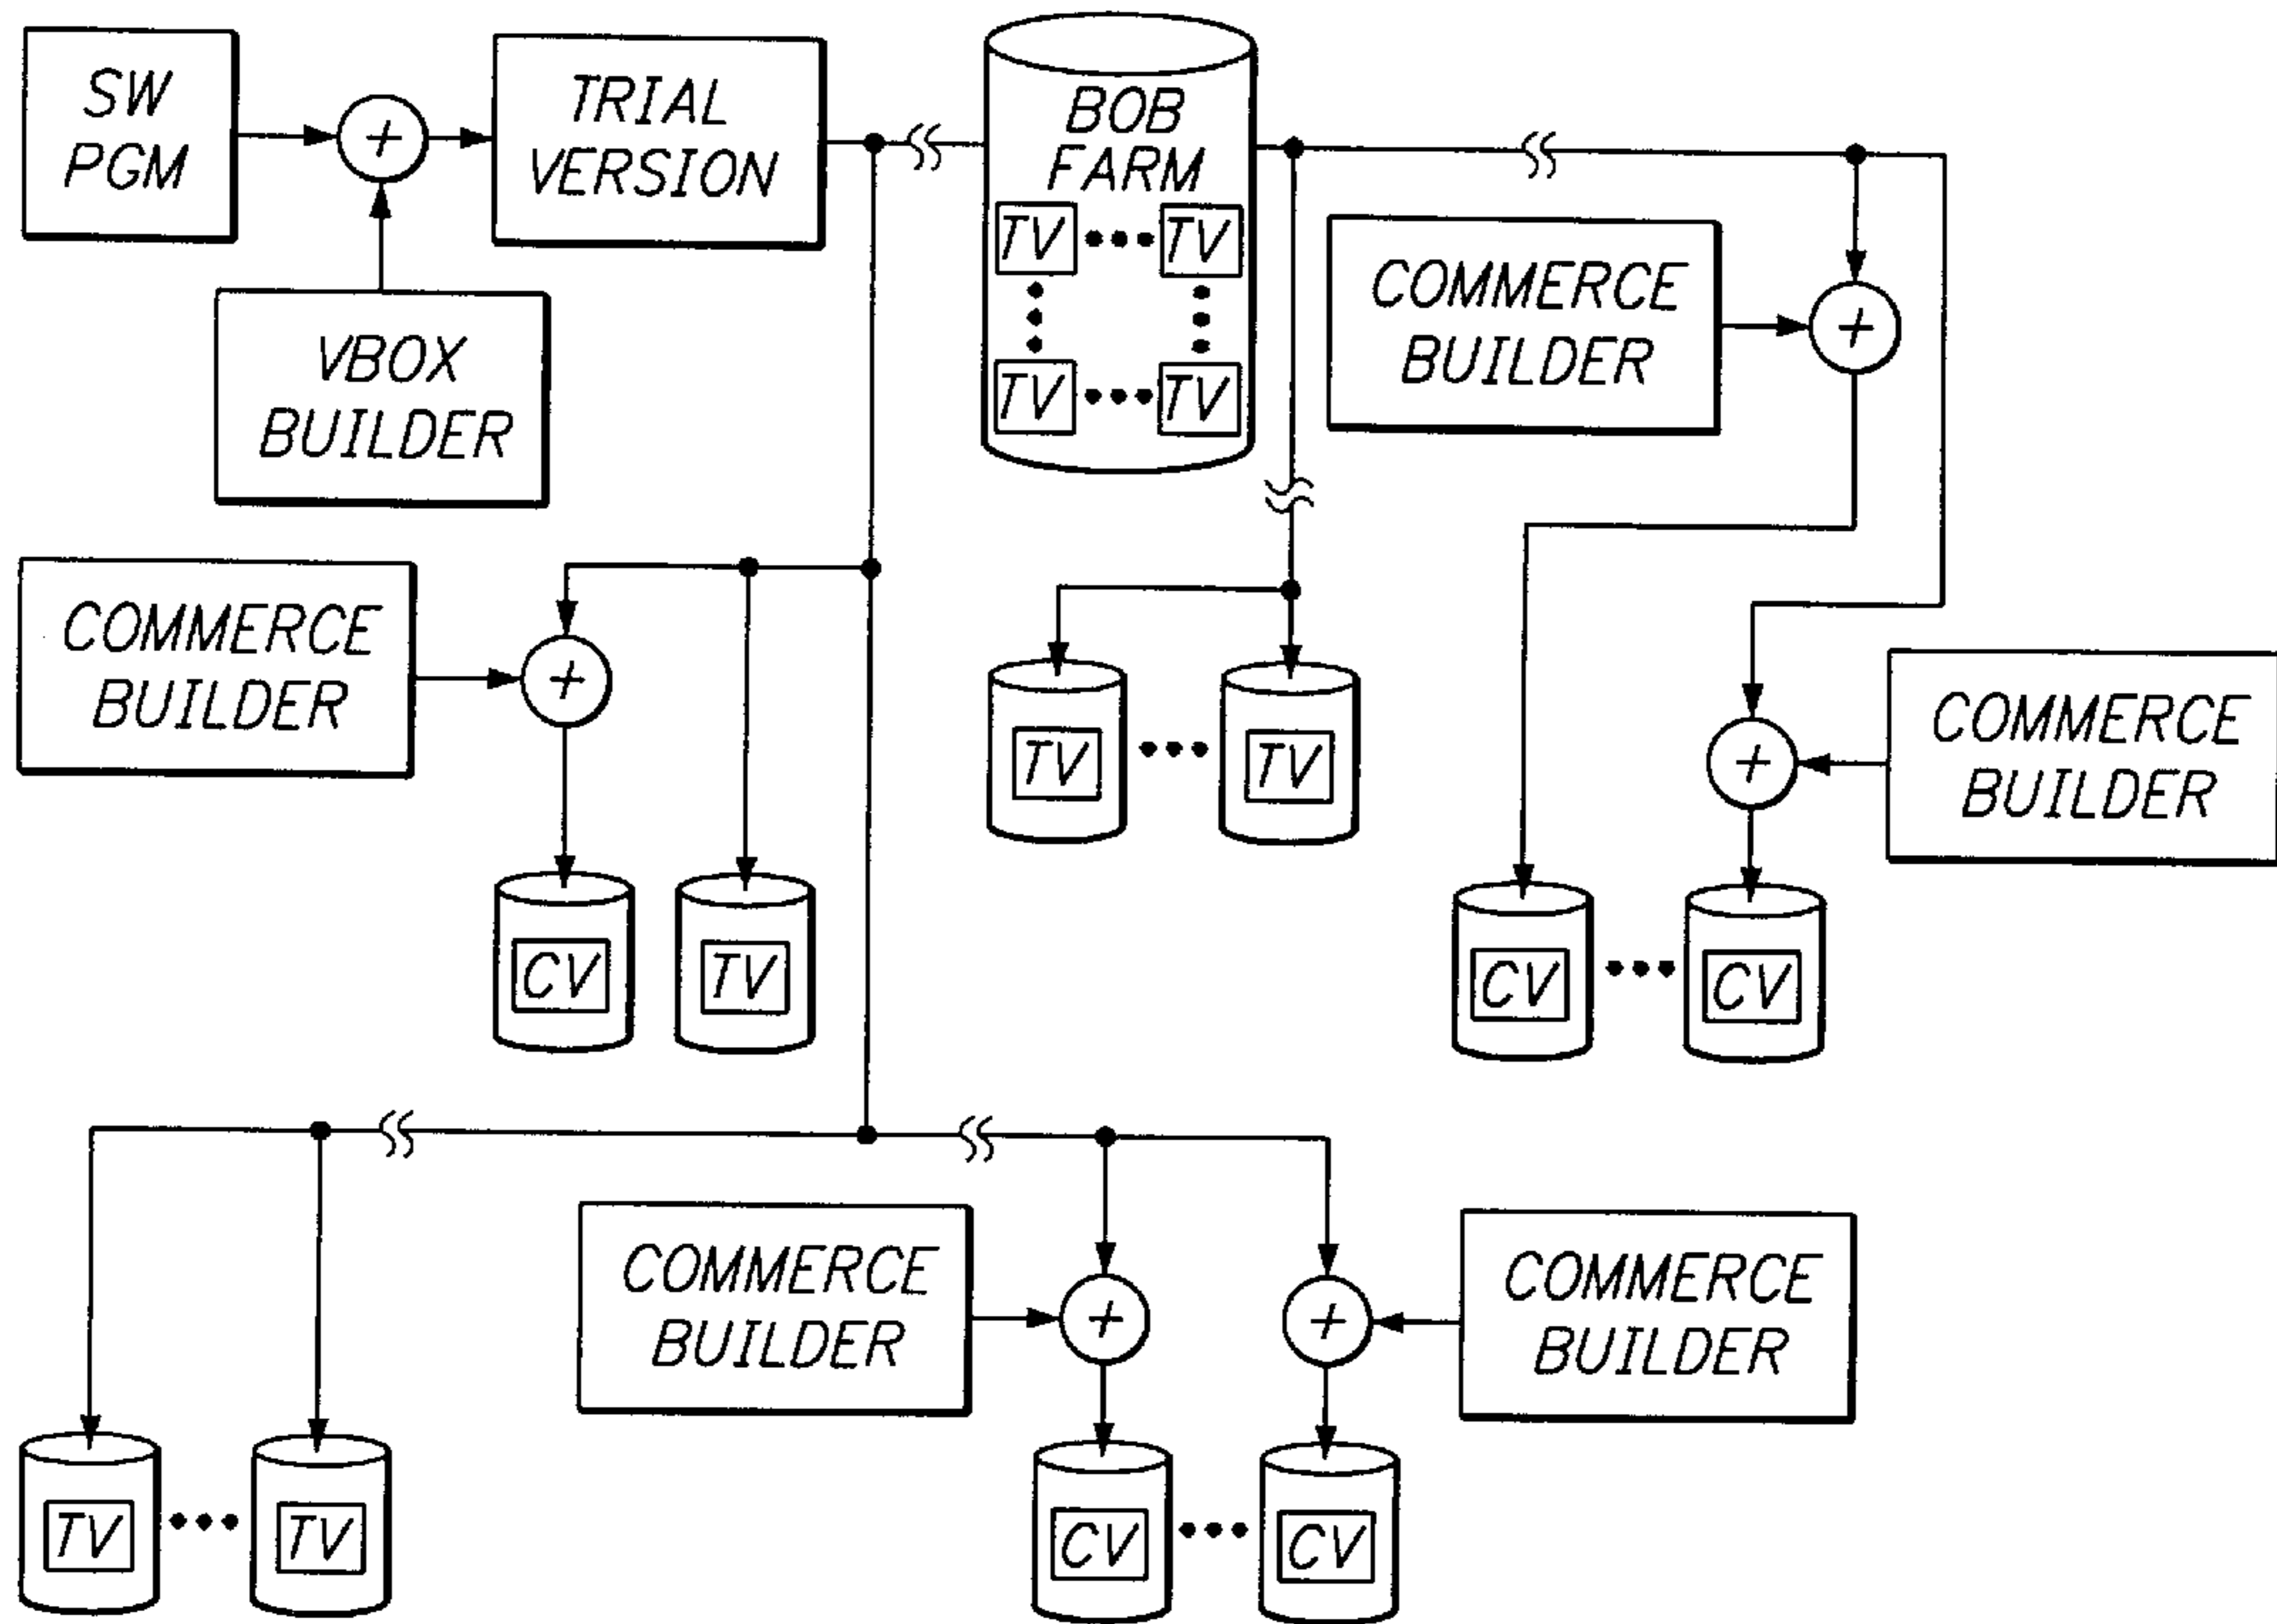 SW
PGM
+
TRIAL
VERSION
VBOX
BUILDER
BOB
FARM
TV ••• TV
TV ••• TV
COMMERCE
BUILDER
+
COMMERCE
BUILDER
+
CV
TV
TV ••• TV
COMMERCE
BUILDER
+
CV ••• CV
TV ••• TV
COMMERCE
BUILDER
+
+
COMMERCE
BUILDER
CV ••• CV